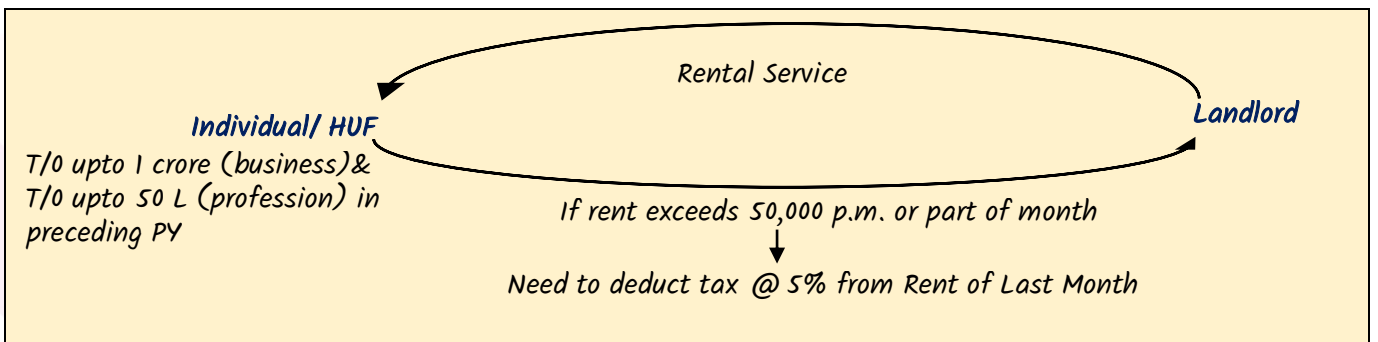 Rental Service
Individual/ HUF
Landlord
T/0 upto 1 crore (business)&
T/0 upto 50 L (profession) in
preceding PY
If rent exceeds 50,000 p.m. or part of month
Need to deduct tax @ 5% from Rent of Last Month